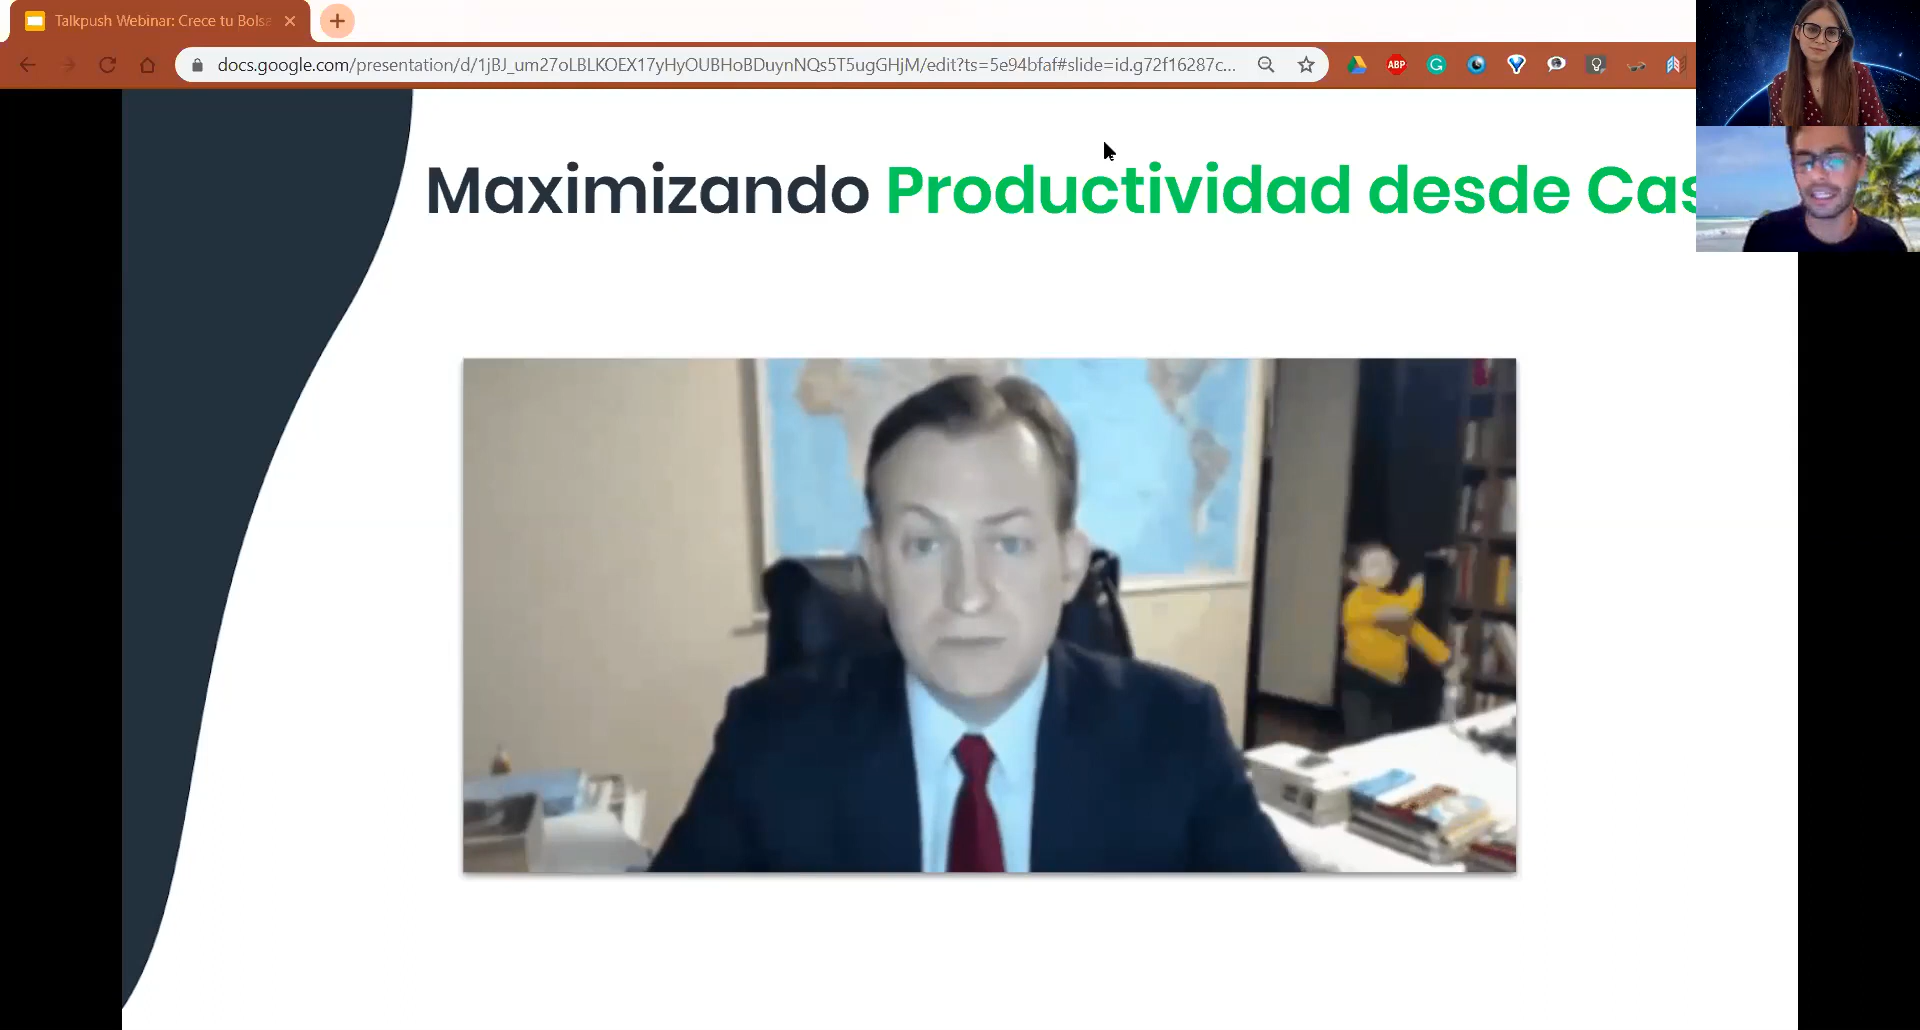 Talkpush Webinar: Crece tu Bolsa
docs.google.com/presentation/d/1jBJ_um27oLBLKOEX17yHyOUBHoBDuynNQs5T5ugGHjM/edit?ts=5e94bfaf#slide=id.g72f16287c...
ABP
Maximizando Productividad desde Cas